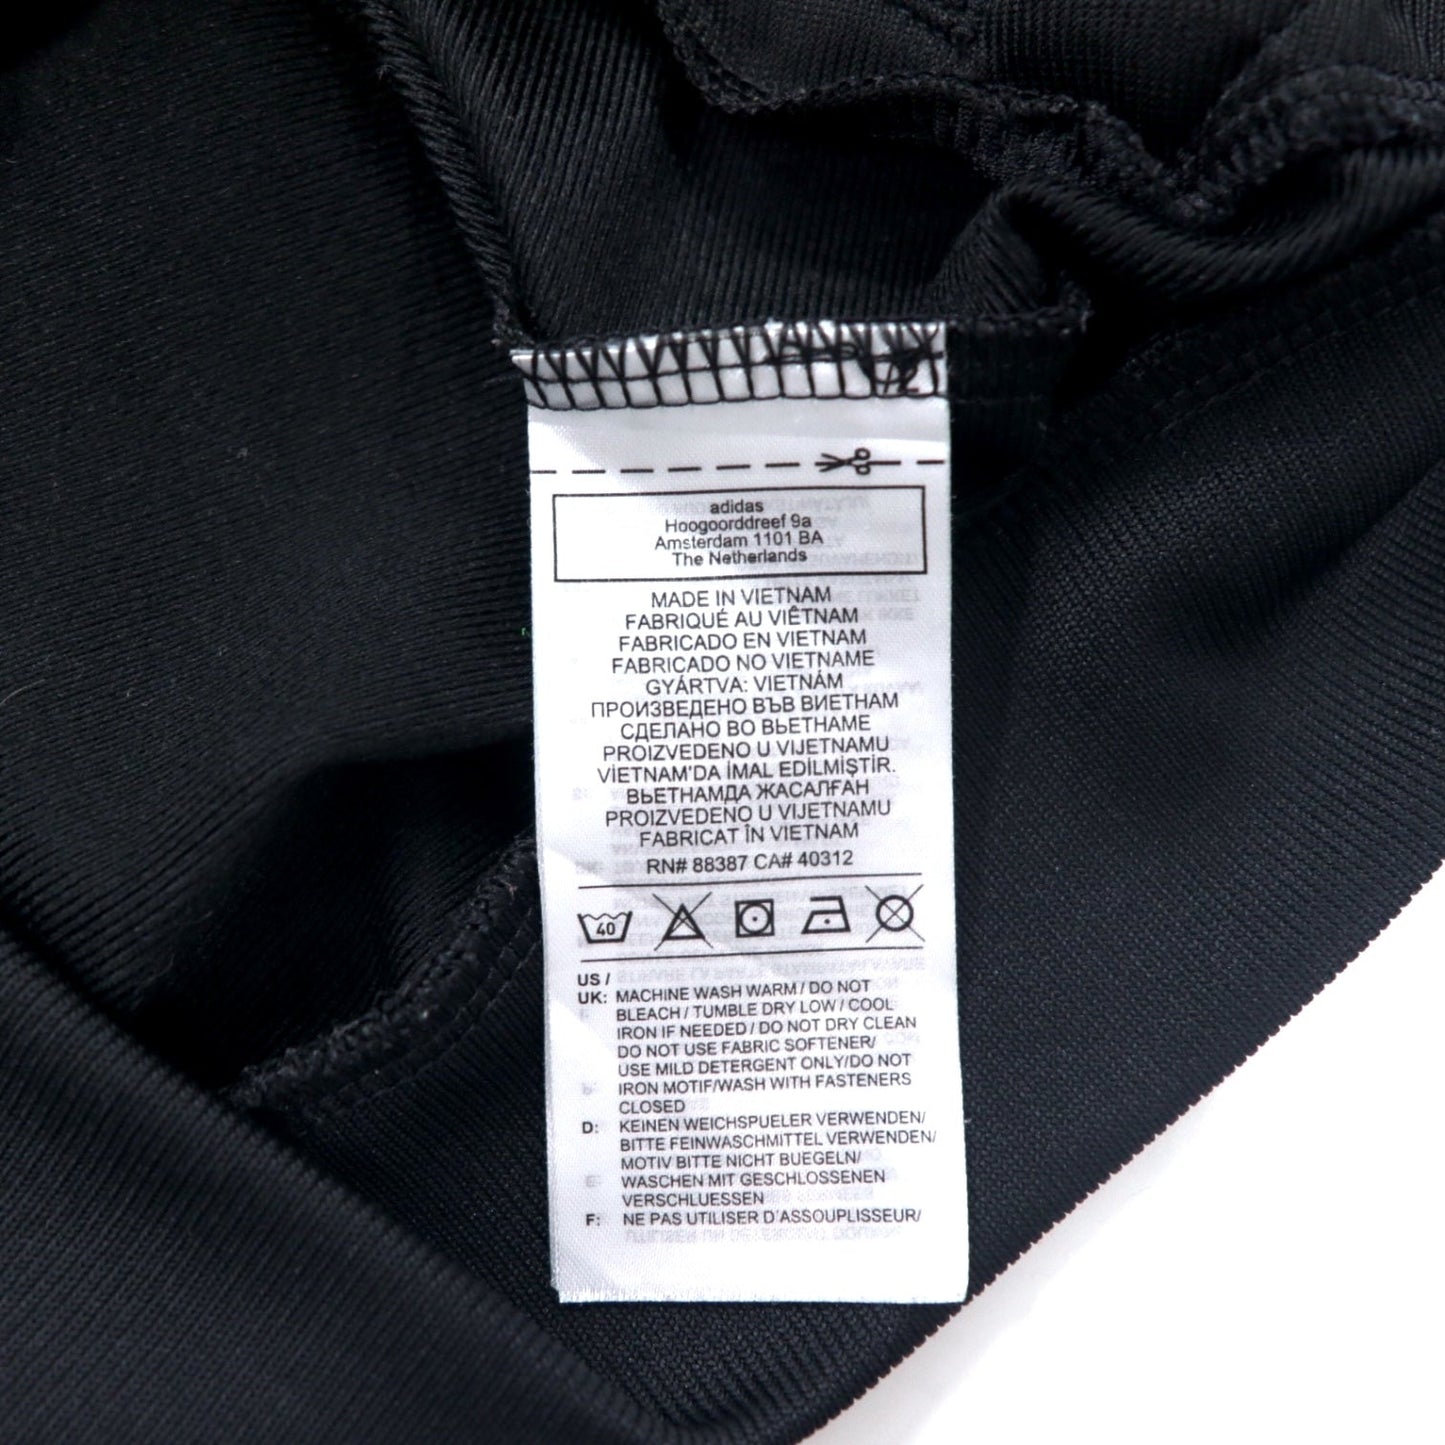 adidas
Hoogoorddreef 9a
Amsterdam 1101 BA
The Netherlands
MADE IN VIETNAM
FABRIQUÉ AU VIÊTNAM
FABRICADO EN VIETNAM
FABRICADO NO VIETNAME
GYÁRTVA: VIETNÁM
ПРОИЗВЕДЕНО ВЪВ ВИЕТНАМ
СДЕЛАНО ВО ВЬЕТНАМЕ
PROIZVEDENO U VIJETNAMU
VİETNAM'DA İMAL EDİLMİŞTİR.
ВЬЕТНАМДА ЖАСАЛҒАН
PROIZVEDENO U VIJETNAMU
FABRICAT ÎN VIETNAM
RN# 88387 CA# 40312
40
US /
UK: MACHINE WASH WARM / DO NOT
BLEACH / TUMBLE DRY LOW / COOL
IRON IF NEEDED / DO NOT DRY CLEAN
DO NOT USE FABRIC SOFTENER/
USE MILD DETERGENT ONLY/DO NOT
IRON MOTIF/WASH WITH FASTENERS
CLOSED
D: KEINEN WEICHSPUELER VERWENDEN/
BITTE FEINWASCHMITTEL VERWENDEN/
MOTIV BITTE NICHT BUEGELN/
WASCHEN MIT GESCHLOSSENEN
VERSCHLUESSEN
F: NE PAS UTILISER D'ASSOUPLISSEUR/